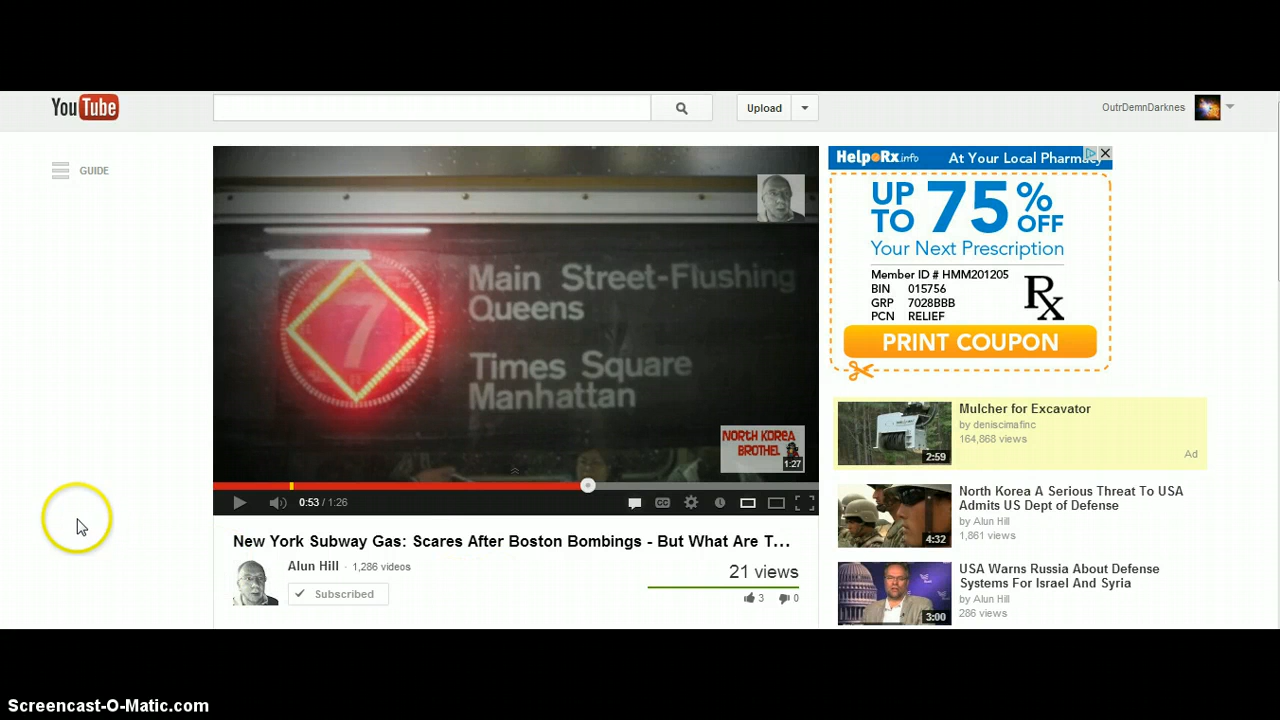 YouTube
Upload
OutrDemnDarknes
GUIDE
7
Main Street-Flushing
Queens
Times Square
Manhattan
NORTH KOREA
BROTHEL
1:27
0:53 / 1:26
CC
New York Subway Gas: Scares After Boston Bombings - But What Are T...
Alun Hill · 1,286 videos
Subscribed
21 views
3 0
HelpRx.info At Your Local Pharmacy
UP TO 75% OFF
Your Next Prescription
Member ID # HMM201205
BIN 015756
GRP 7028BBB
PCN RELIEF
Rx
PRINT COUPON
Mulcher for Excavator
by deniscimafinc
164,868 views
Ad
2:59
North Korea A Serious Threat To USA
Admits US Dept of Defense
by Alun Hill
1,861 views
4:32
USA Warns Russia About Defense
Systems For Israel And Syria
by Alun Hill
286 views
3:00
Screencast-O-Matic.com